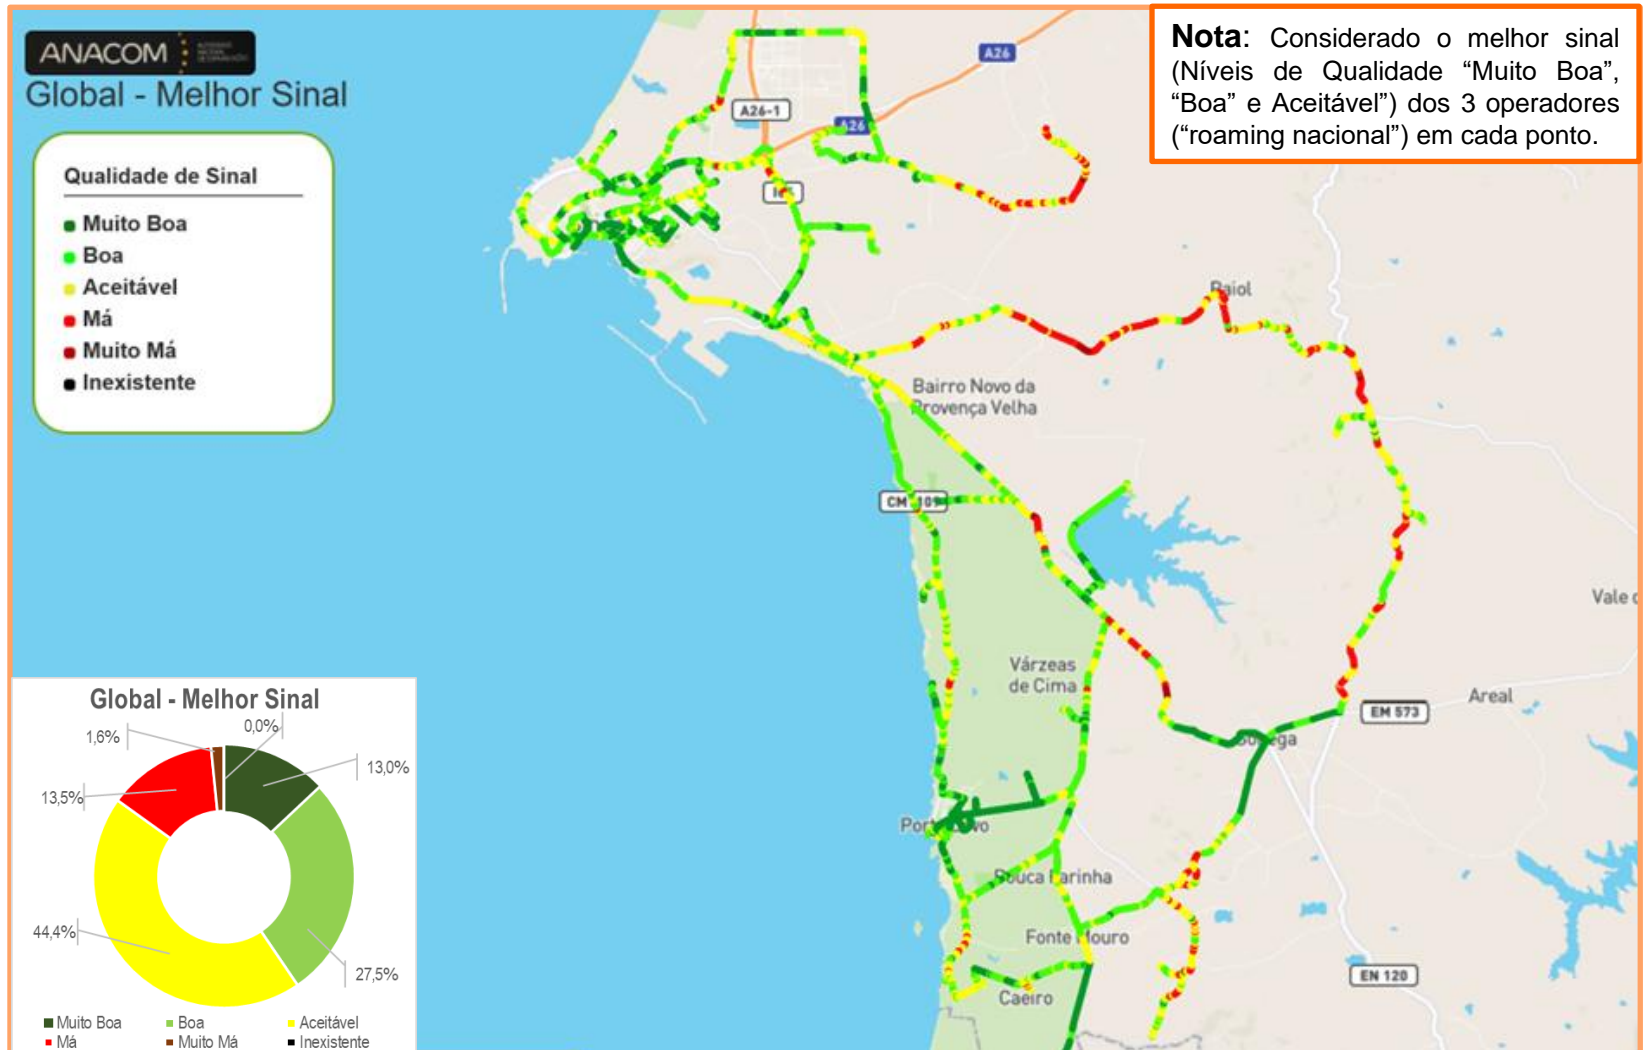 ANACOM
Global - Melhor Sinal
Qualidade de Sinal
Muito Boa
Boa
Aceitável
Má
Muito Má
Inexistente
Nota: Considerado o melhor sinal
(Níveis de Qualidade “Muito Boa”,
“Boa” e Aceitável”) dos 3 operadores
(“roaming nacional”) em cada ponto.
A26
A26-1
A26
Bairro Novo da
Provença Velha
Várzeas
de Cima
Areal
EM 573
Fonte Mouro
Caeiro
EN 120
Global - Melhor Sinal
0,0%
1,6%
13,0%
13,5%
44,4%
27,5%
Muito Boa
Boa
Aceitável
Má
Muito Má
Inexistente